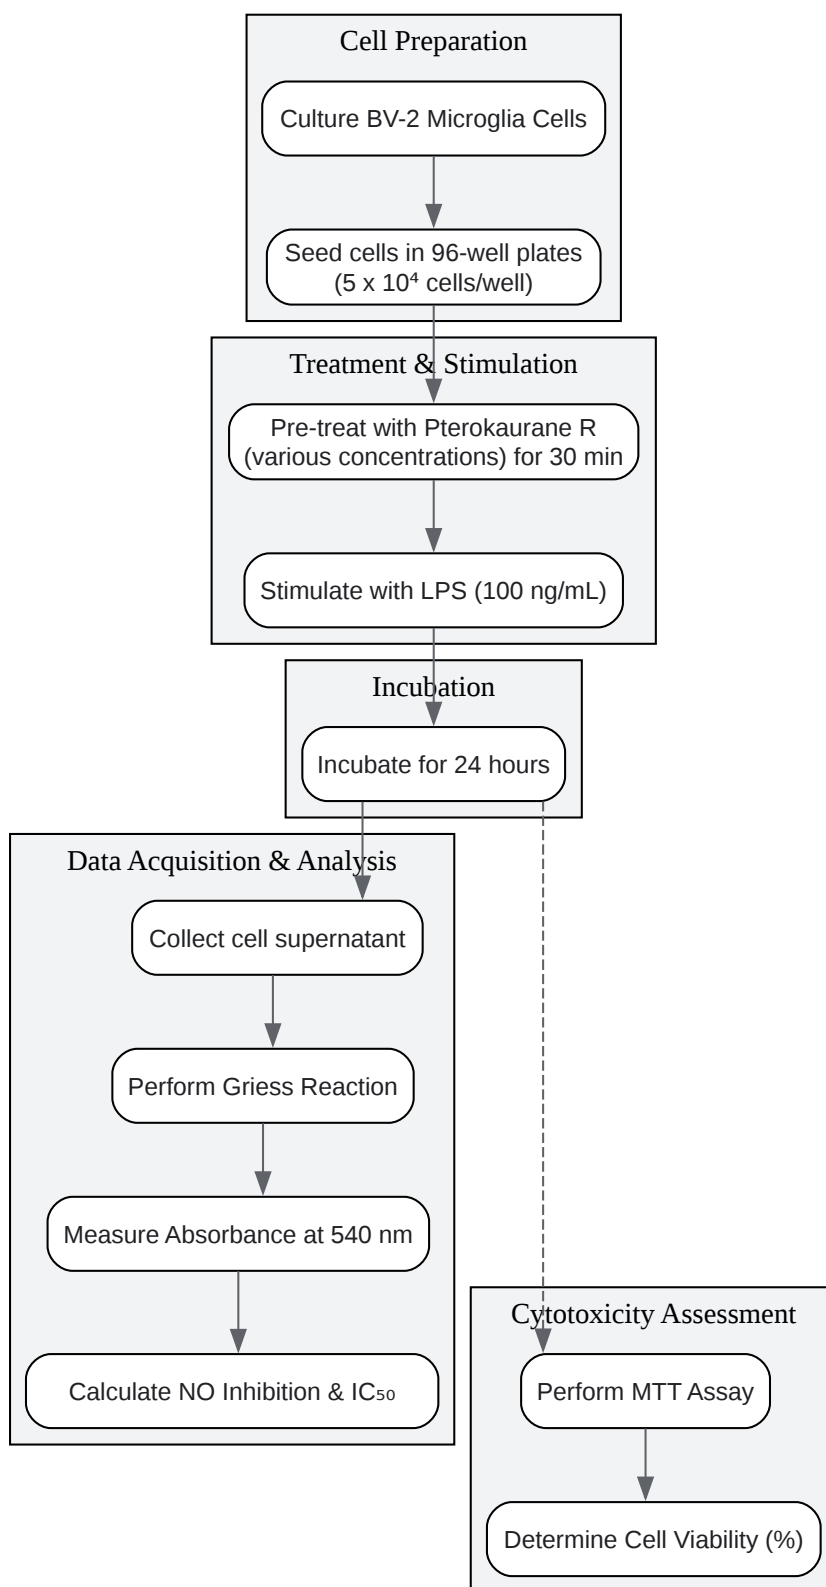 Cell Preparation
Culture BV-2 Microglia Cells
Seed cells in 96-well plates
(5 x 10⁴ cells/well)
Treatment & Stimulation
Pre-treat with Pterokaurane R
(various concentrations) for 30 min
Stimulate with LPS (100 ng/mL)
Incubation
Incubate for 24 hours
Data Acquisition & Analysis
Collect cell supernatant
Perform Griess Reaction
Measure Absorbance at 540 nm
Calculate NO Inhibition & IC₅₀
Cytotoxicity Assessment
Perform MTT Assay
Determine Cell Viability (%)